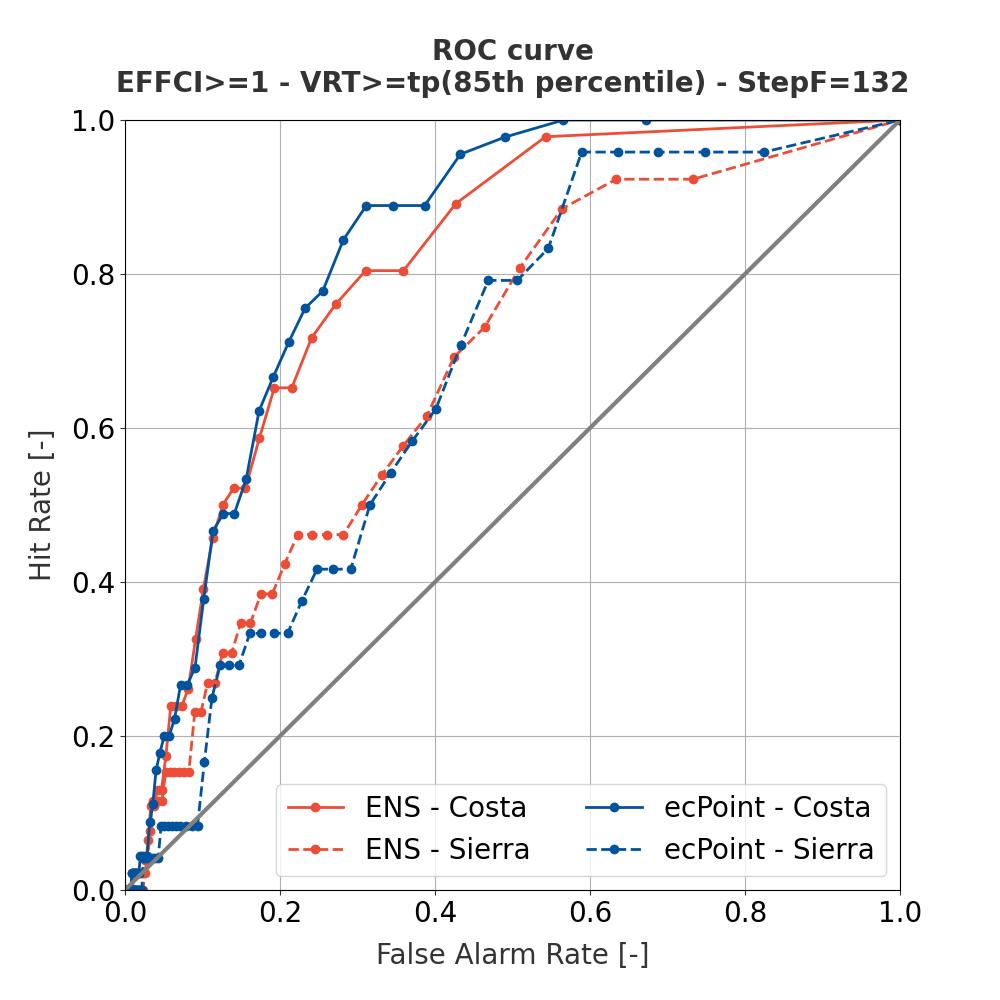 ROC curve
EFFCI>=1 - VRT>=tp(85th percentile) - StepF=132
1.0
0.8
0.6
0.4
0.2
0.0
Hit Rate [-]
ENS - Costa
ENS - Sierra
ecPoint - Costa
ecPoint - Sierra
0.0 0.2 0.4 0.6 0.8 1.0
False Alarm Rate [-]